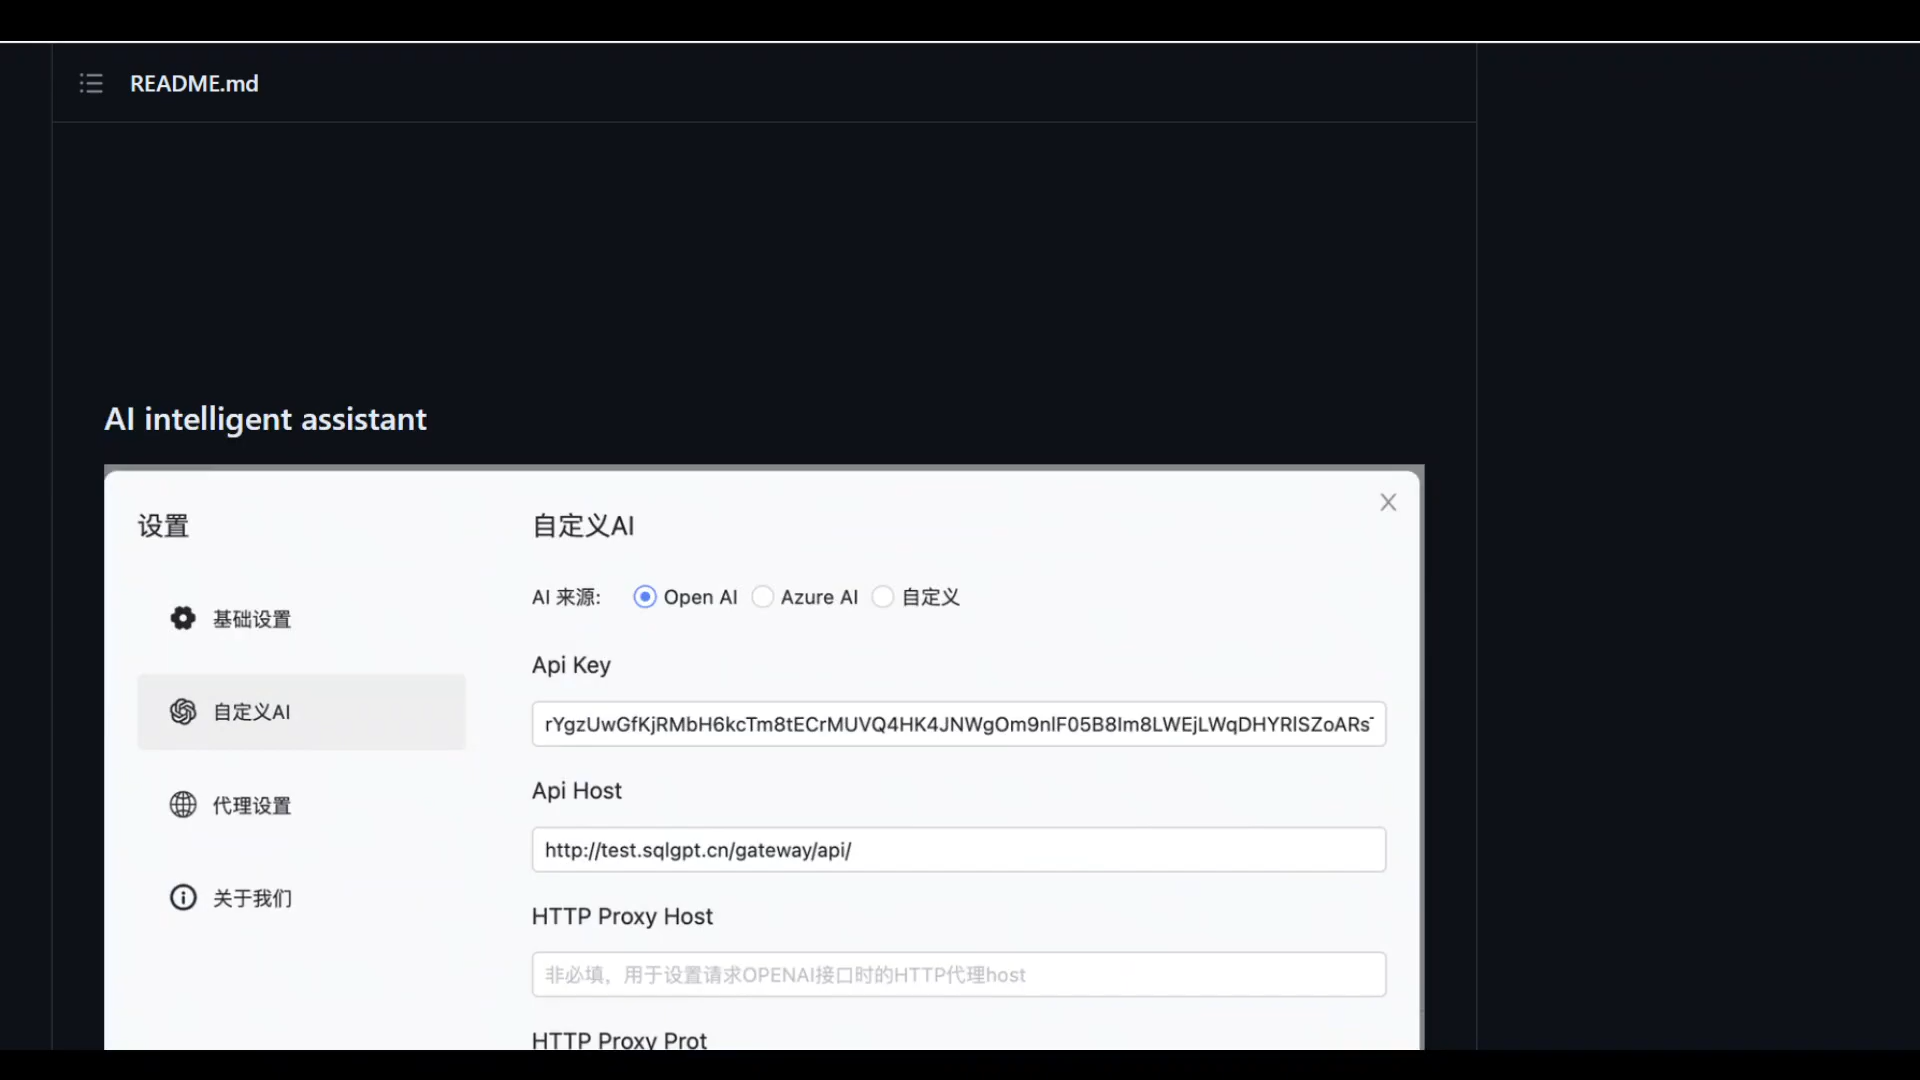 README.md
AI intelligent assistant
设置
基础设置
自定义AI
代理设置
关于我们
自定义AI
AI 来源: Open AI Azure AI 自定义
Api Key
rYgzUwGfKjRMbH6kcTm8tECrMUVQ4HK4JNWgOm9nlF05B8Im8LWEjLWqDHYRlSZoARs
Api Host
http://test.sqlgpt.cn/gateway/api/
HTTP Proxy Host
非必填，用于设置请求OPENAI接口时的HTTP代理host
HTTP Proxy Prot